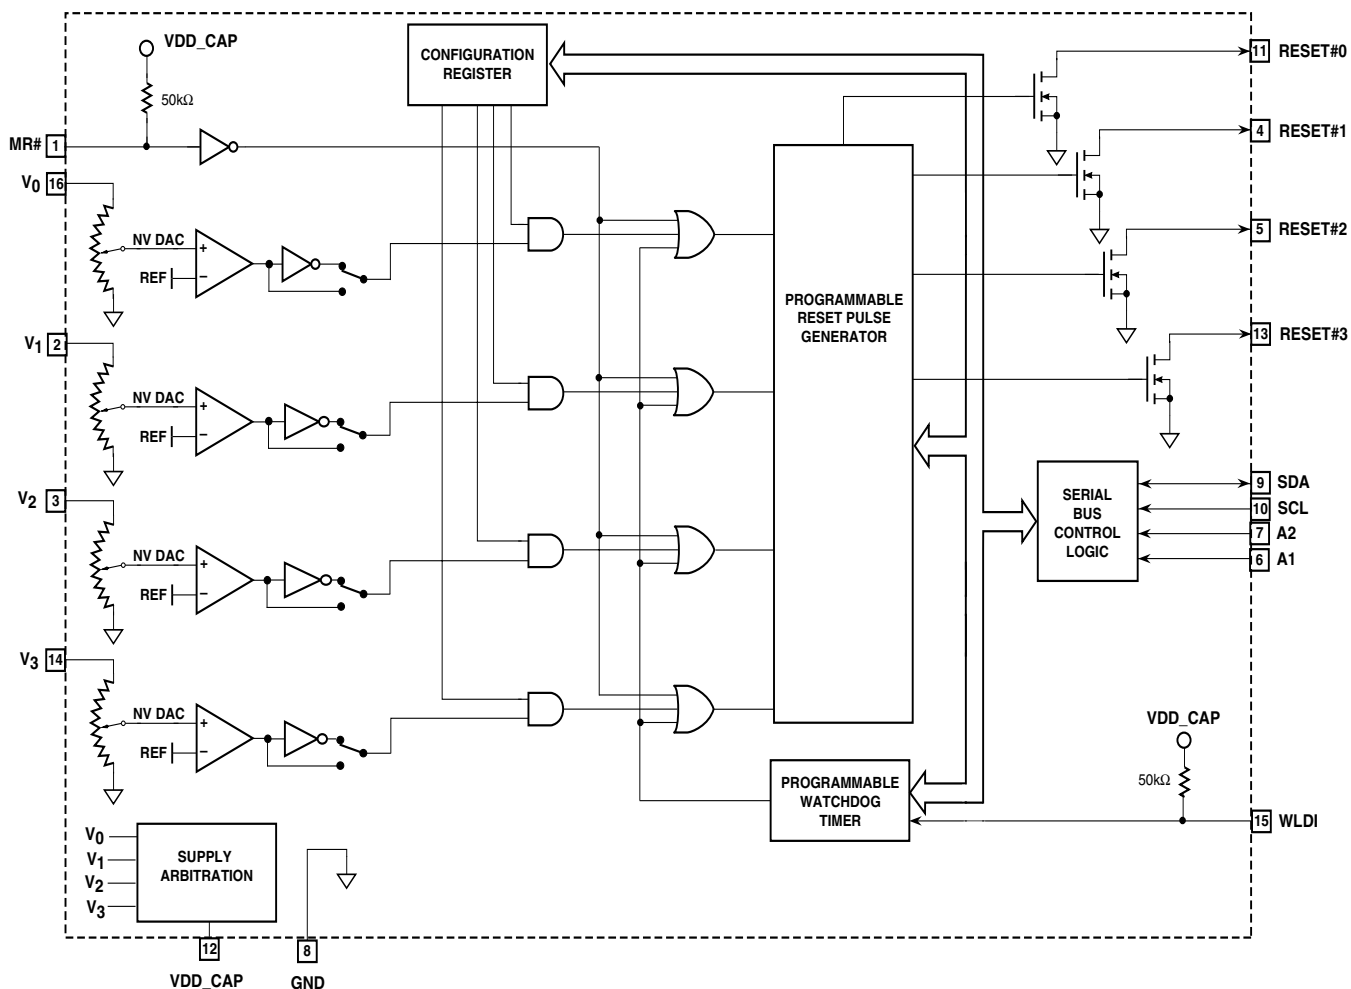 VDD_CAP
50kΩ
MR# 1
CONFIGURATION
REGISTER
11 RESET#0
4 RESET#1
5 RESET#2
13 RESET#3
V0 16
NV DAC
+
REF
−
V1 2
NV DAC
+
REF
−
V2 3
NV DAC
+
REF
−
V3 14
NV DAC
+
REF
−
PROGRAMMABLE
RESET PULSE
GENERATOR
SERIAL
BUS
CONTROL
LOGIC
9 SDA
10 SCL
7 A2
6 A1
VDD_CAP
50kΩ
15 WLDI
PROGRAMMABLE
WATCHDOG
TIMER
V0
V1
V2
V3
SUPPLY
ARBITRATION
12
VDD_CAP
8
GND